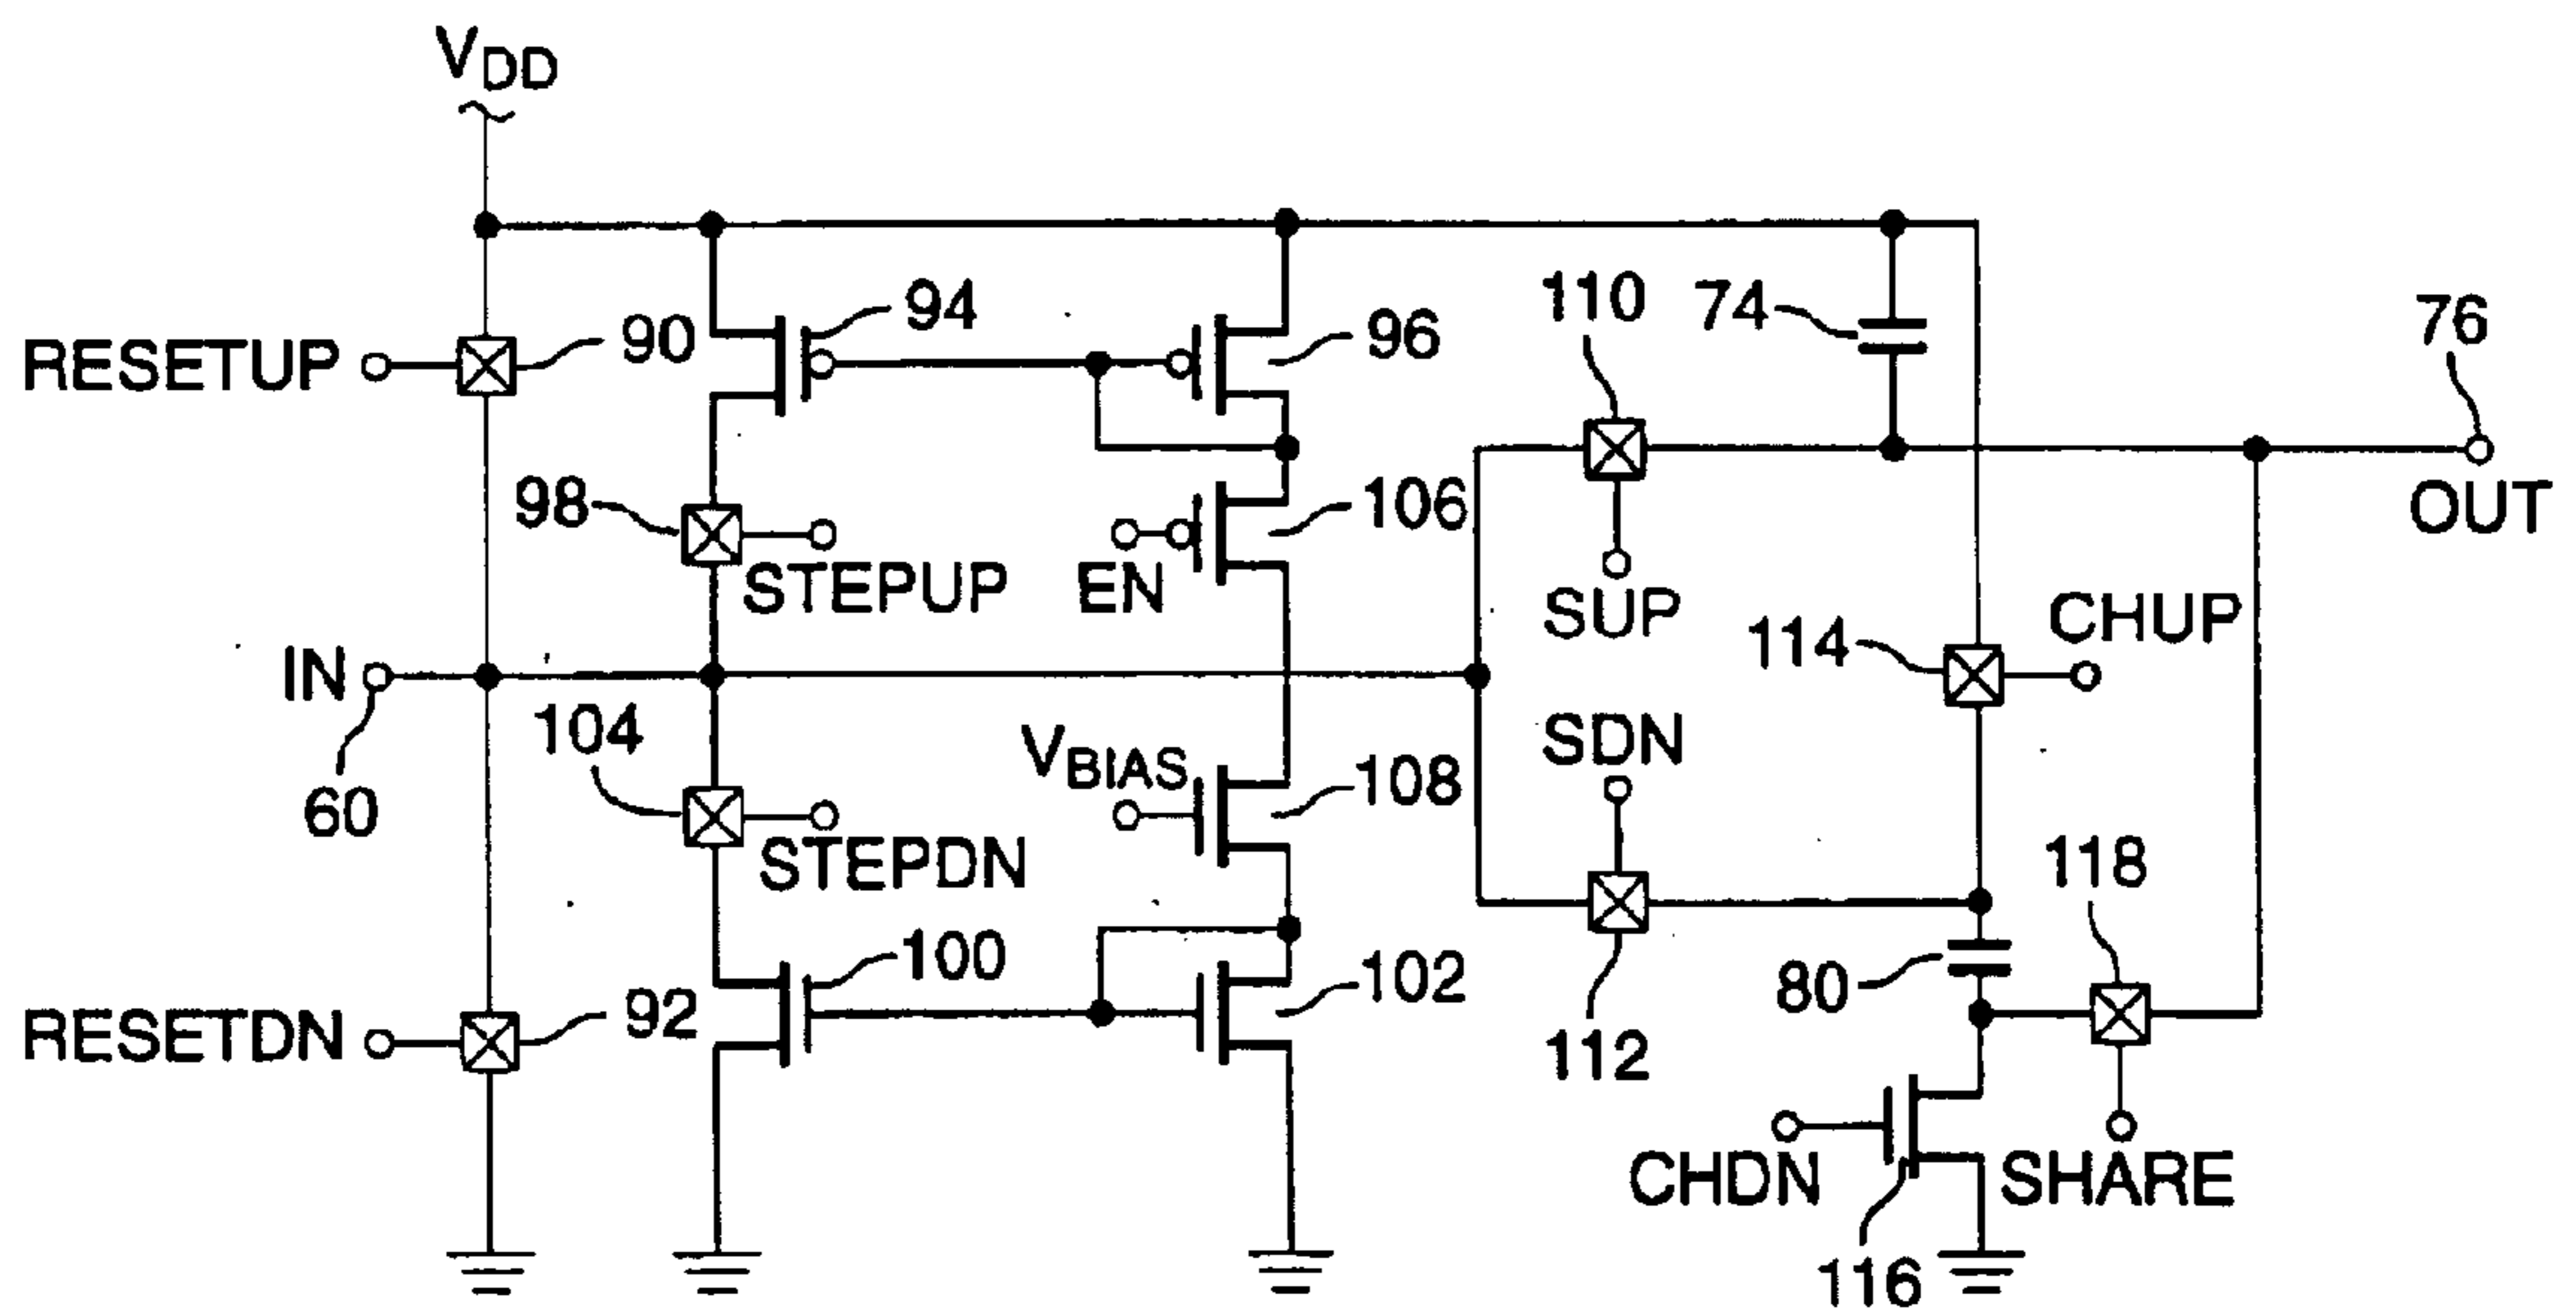 VDD
110
74
76
94
96
RESETUP
90
98
106
OUT
STEPUP
EN
SUP
CHUP
114
IN
104
SDN
VBIAS
108
60
118
STEPDN
100
102
80
RESETDN
92
112
CHDN
SHARE
116